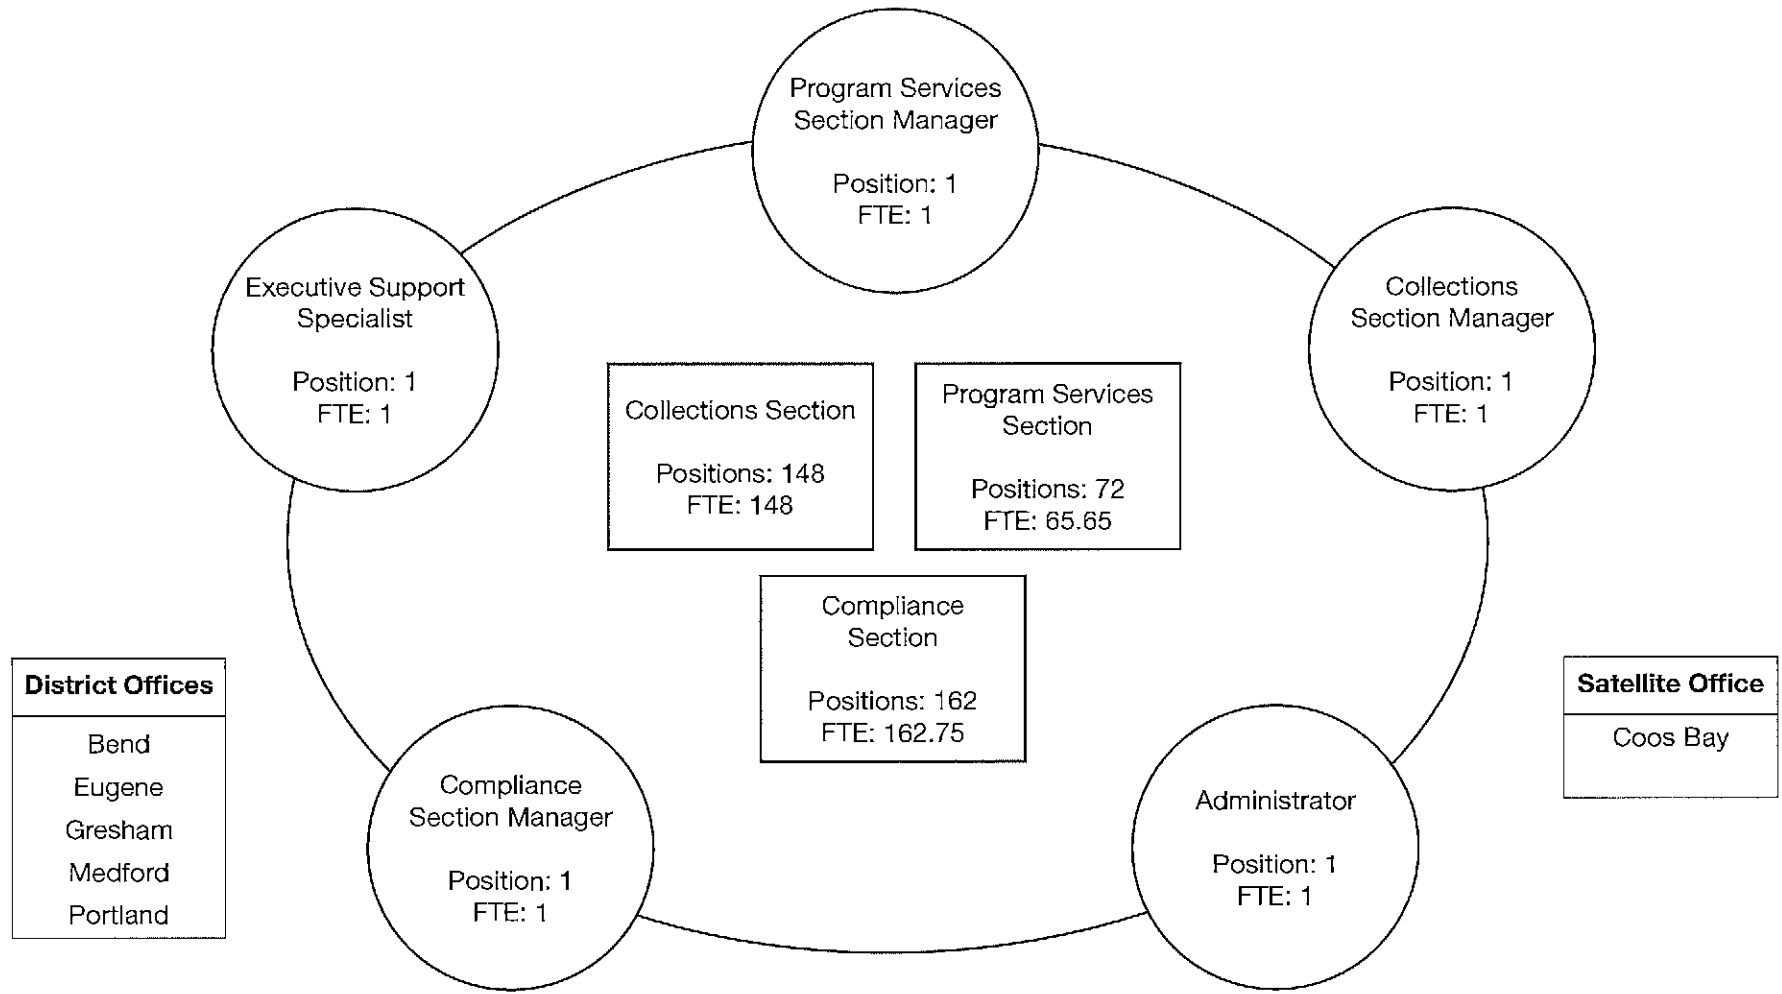 Program Services
Section Manager
Position: 1
FTE: 1
Executive Support
Specialist
Position: 1
FTE: 1
Collections
Section Manager
Position: 1
FTE: 1
Collections Section
Positions: 148
FTE: 148
Program Services
Section
Positions: 72
FTE: 65.65
Compliance
Section
Positions: 162
FTE: 162.75
District Offices
Bend
Eugene
Gresham
Medford
Portland
Compliance
Section Manager
Position: 1
FTE: 1
Administrator
Position: 1
FTE: 1
Satellite Office
Coos Bay